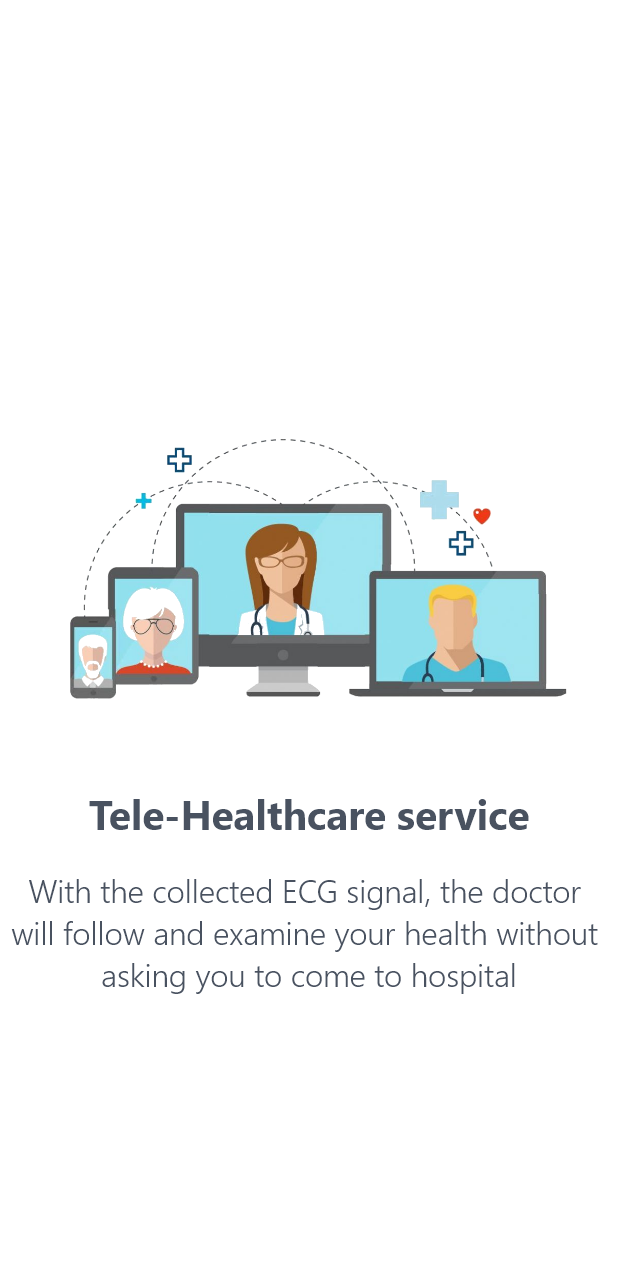 Tele-Healthcare service
With the collected ECG signal, the doctor
will follow and examine your health without
asking you to come to hospital